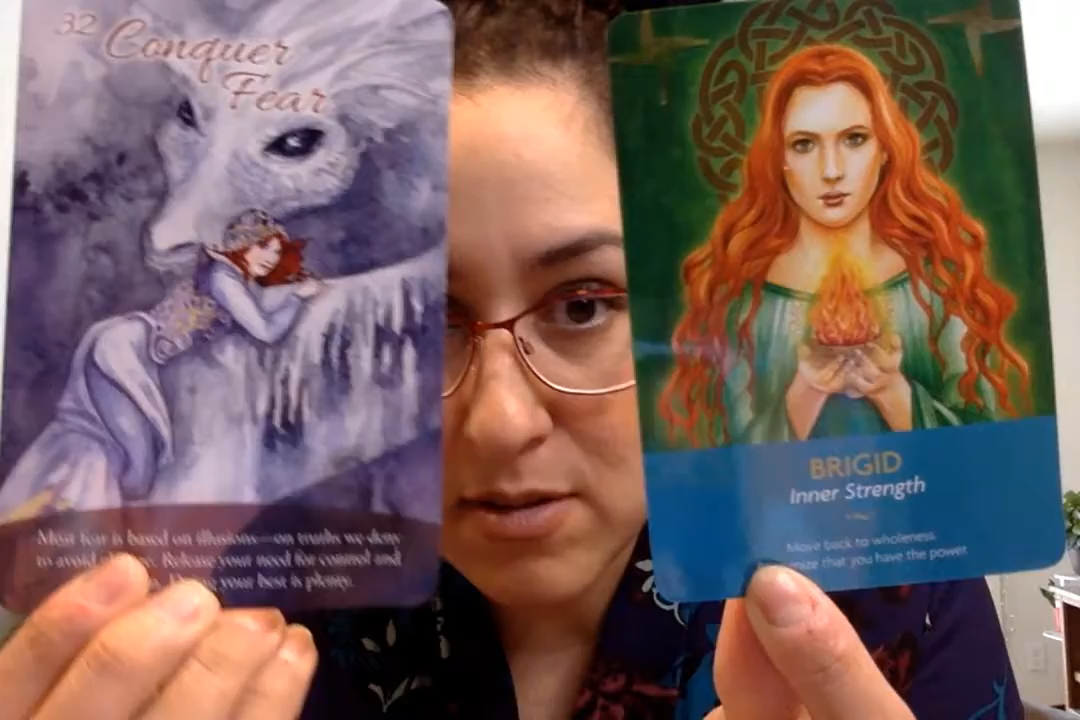 32
Conquer
Fear
Most fear is based on illusions—on truths we deny
to avoid Release your need for control and
your best is plenty.
BRIGID
Inner Strength
Move back to wholeness.
that you have the power.